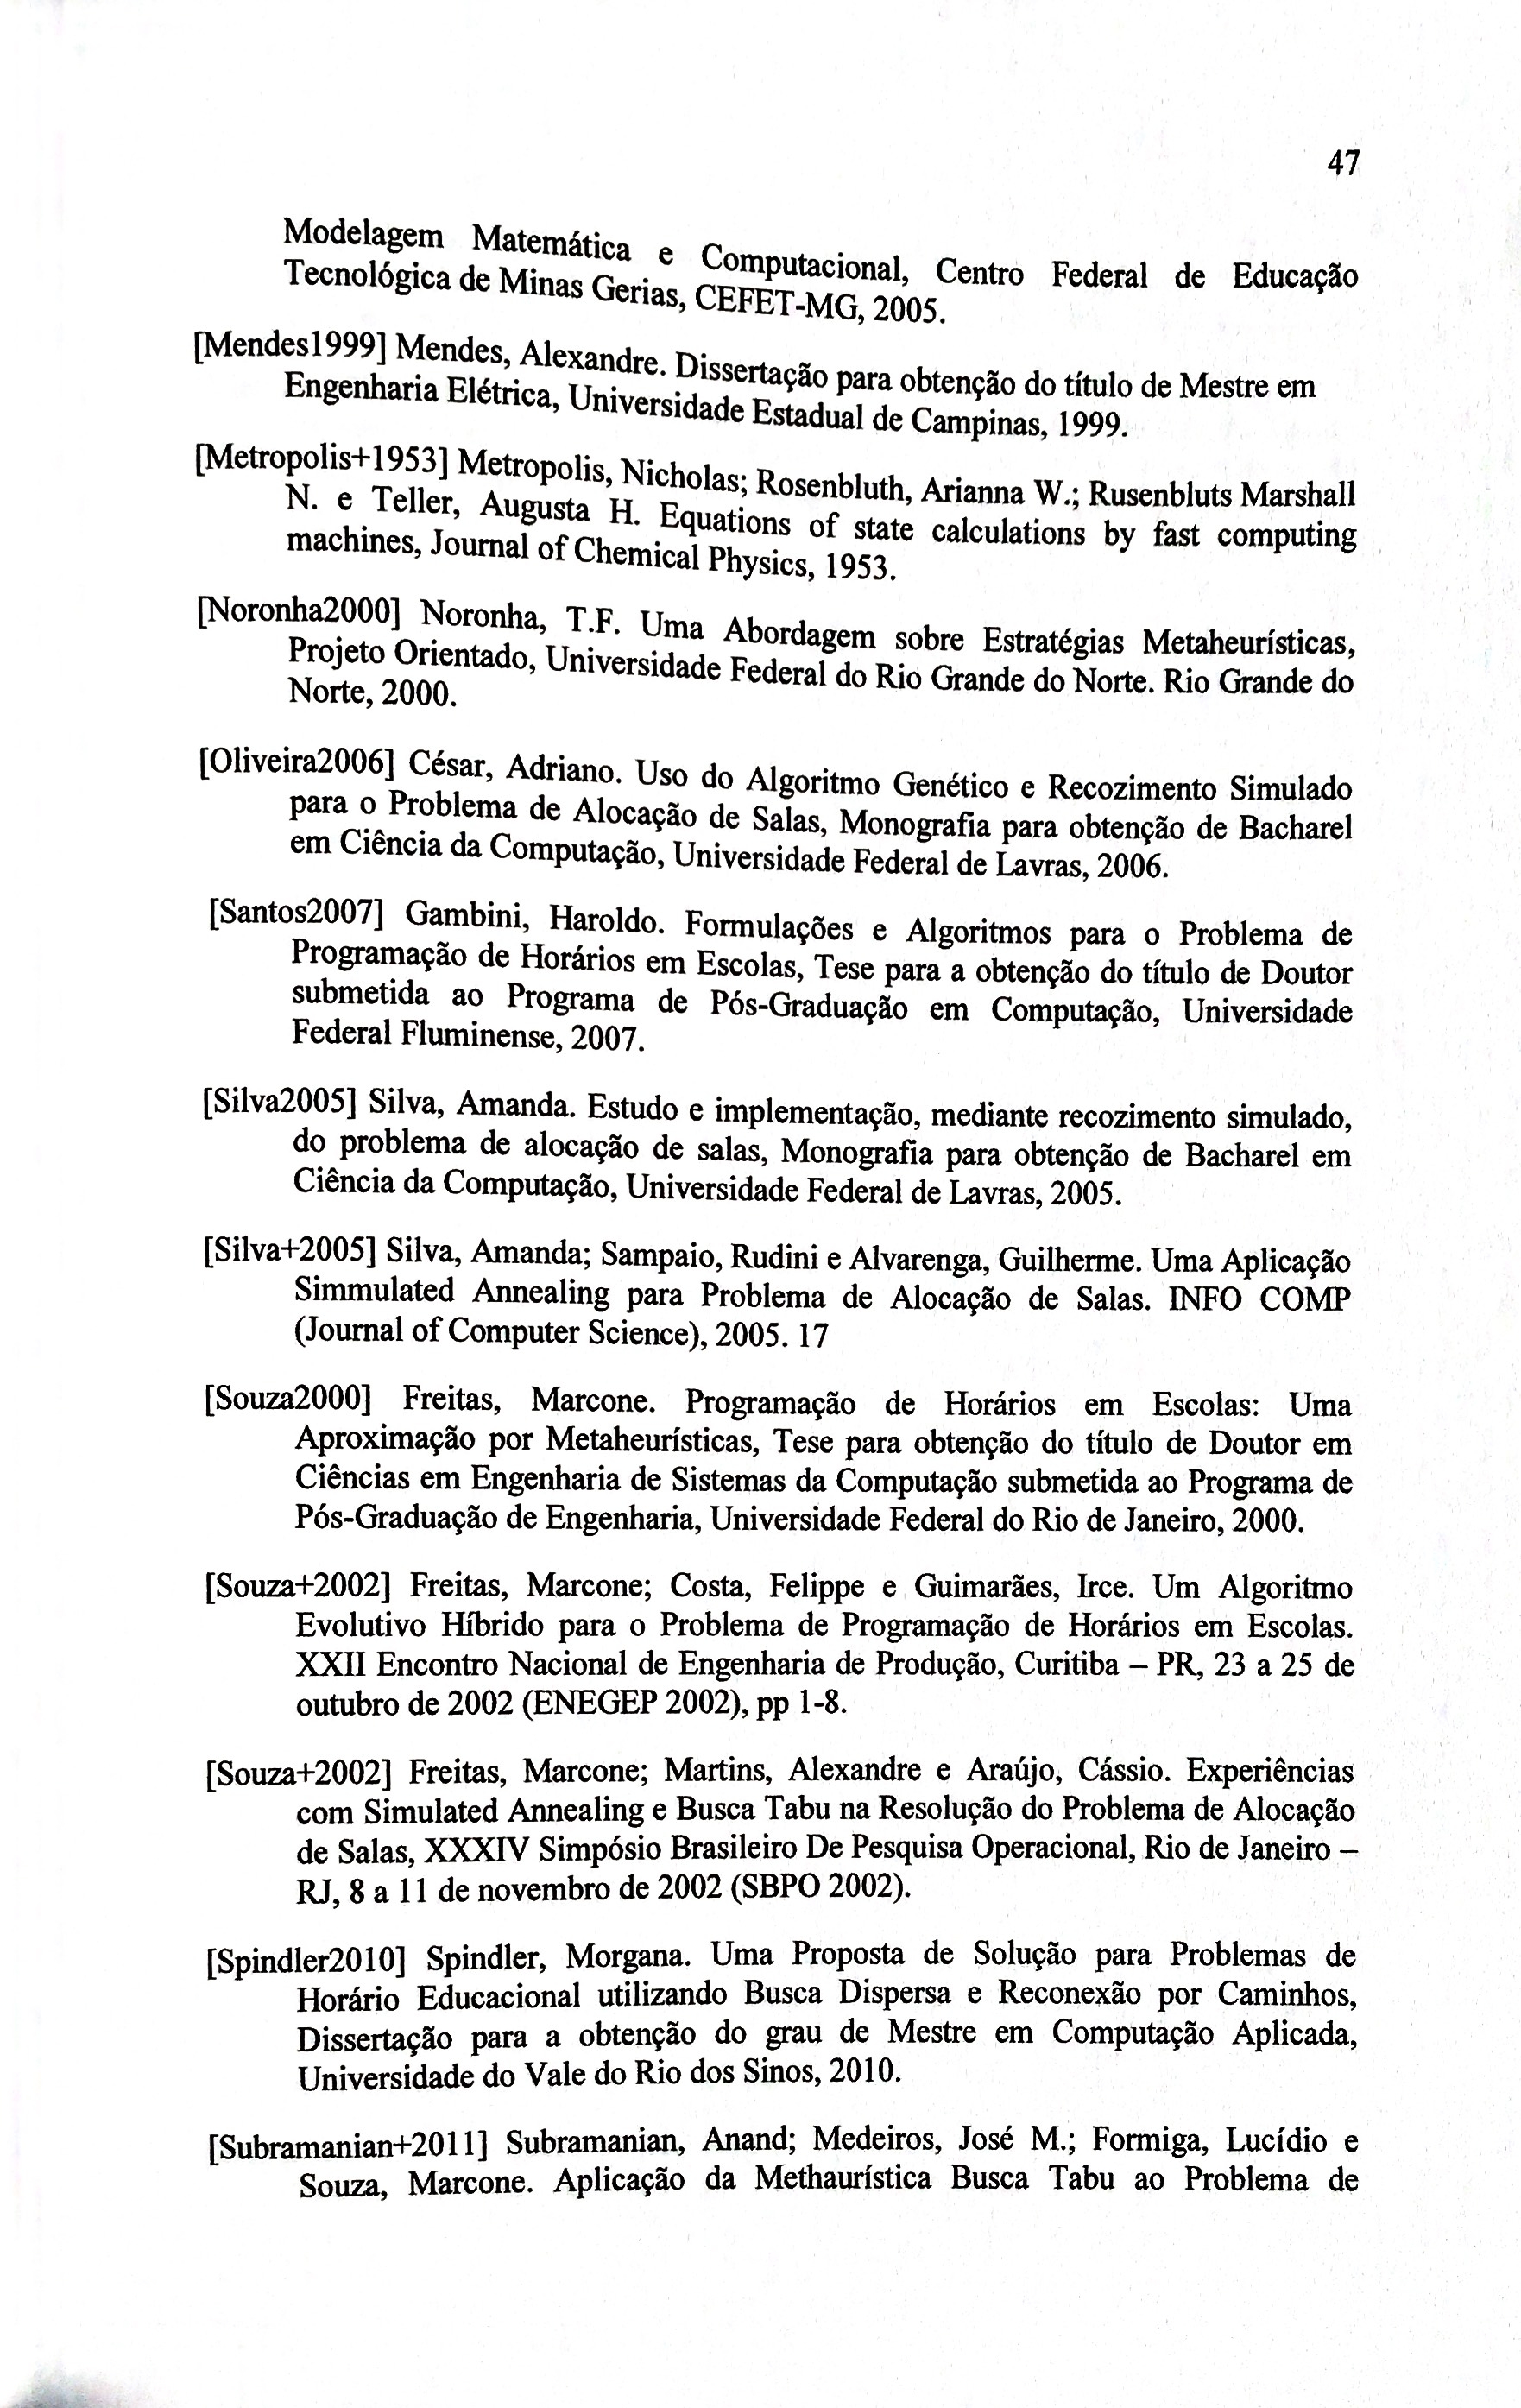 47
Modelagem Matemática e Computacional, Centro Federal de Educação
Tecnológica de Minas Gerias, CEFET-MG, 2005.
[Mendes1999] Mendes, Alexandre. Dissertação para obtenção do título de Mestre em
Engenharia Elétrica, Universidade Estadual de Campinas, 1999.
[Metropolis+1953] Metropolis, Nicholas; Rosenbluth, Arianna W.; Rusenbluts Marshall
N. e Teller, Augusta H. Equations of state calculations by fast computing
machines, Journal of Chemical Physics, 1953.
[Noronha2000] Noronha, T.F. Uma Abordagem sobre Estratégias Metaheurísticas,
Projeto Orientado, Universidade Federal do Rio Grande do Norte. Rio Grande do
Norte, 2000.
[Oliveira2006] César, Adriano. Uso do Algoritmo Genético e Recozimento Simulado
para o Problema de Alocação de Salas, Monografia para obtenção de Bacharel
em Ciência da Computação, Universidade Federal de Lavras, 2006.
[Santos2007] Gambini, Haroldo. Formulações e Algoritmos para o Problema de
Programação de Horários em Escolas, Tese para a obtenção do título de Doutor
submetida ao Programa de Pós-Graduação em Computação, Universidade
Federal Fluminense, 2007.
[Silva2005] Silva, Amanda. Estudo e implementação, mediante recozimento simulado,
do problema de alocação de salas, Monografia para obtenção de Bacharel em
Ciência da Computação, Universidade Federal de Lavras, 2005.
[Silva+2005] Silva, Amanda; Sampaio, Rudini e Alvarenga, Guilherme. Uma Aplicação
Simmulated Annealing para Problema de Alocação de Salas. INFO COMP
(Journal of Computer Science), 2005. 17
[Souza2000] Freitas, Marcone. Programação de Horários em Escolas: Uma
Aproximação por Metaheurísticas, Tese para obtenção do título de Doutor em
Ciências em Engenharia de Sistemas da Computação submetida ao Programa de
Pós-Graduação de Engenharia, Universidade Federal do Rio de Janeiro, 2000.
[Souza+2002] Freitas, Marcone; Costa, Felippe e Guimarães, Irce. Um Algoritmo
Evolutivo Híbrido para o Problema de Programação de Horários em Escolas.
XXII Encontro Nacional de Engenharia de Produção, Curitiba – PR, 23 a 25 de
outubro de 2002 (ENEGEP 2002), pp 1-8.
[Souza+2002] Freitas, Marcone; Martins, Alexandre e Araújo, Cássio. Experiências
com Simulated Annealing e Busca Tabu na Resolução do Problema de Alocação
de Salas, XXXIV Simpósio Brasileiro De Pesquisa Operacional, Rio de Janeiro –
RJ, 8 a 11 de novembro de 2002 (SBPO 2002).
[Spindler2010] Spindler, Morgana. Uma Proposta de Solução para Problemas de
Horário Educacional utilizando Busca Dispersa e Reconexão por Caminhos,
Dissertação para a obtenção do grau de Mestre em Computação Aplicada,
Universidade do Vale do Rio dos Sinos, 2010.
[Subramanian+2011] Subramanian, Anand; Medeiros, José M.; Formiga, Lucídio e
Souza, Marcone. Aplicação da Methaurística Busca Tabu ao Problema de